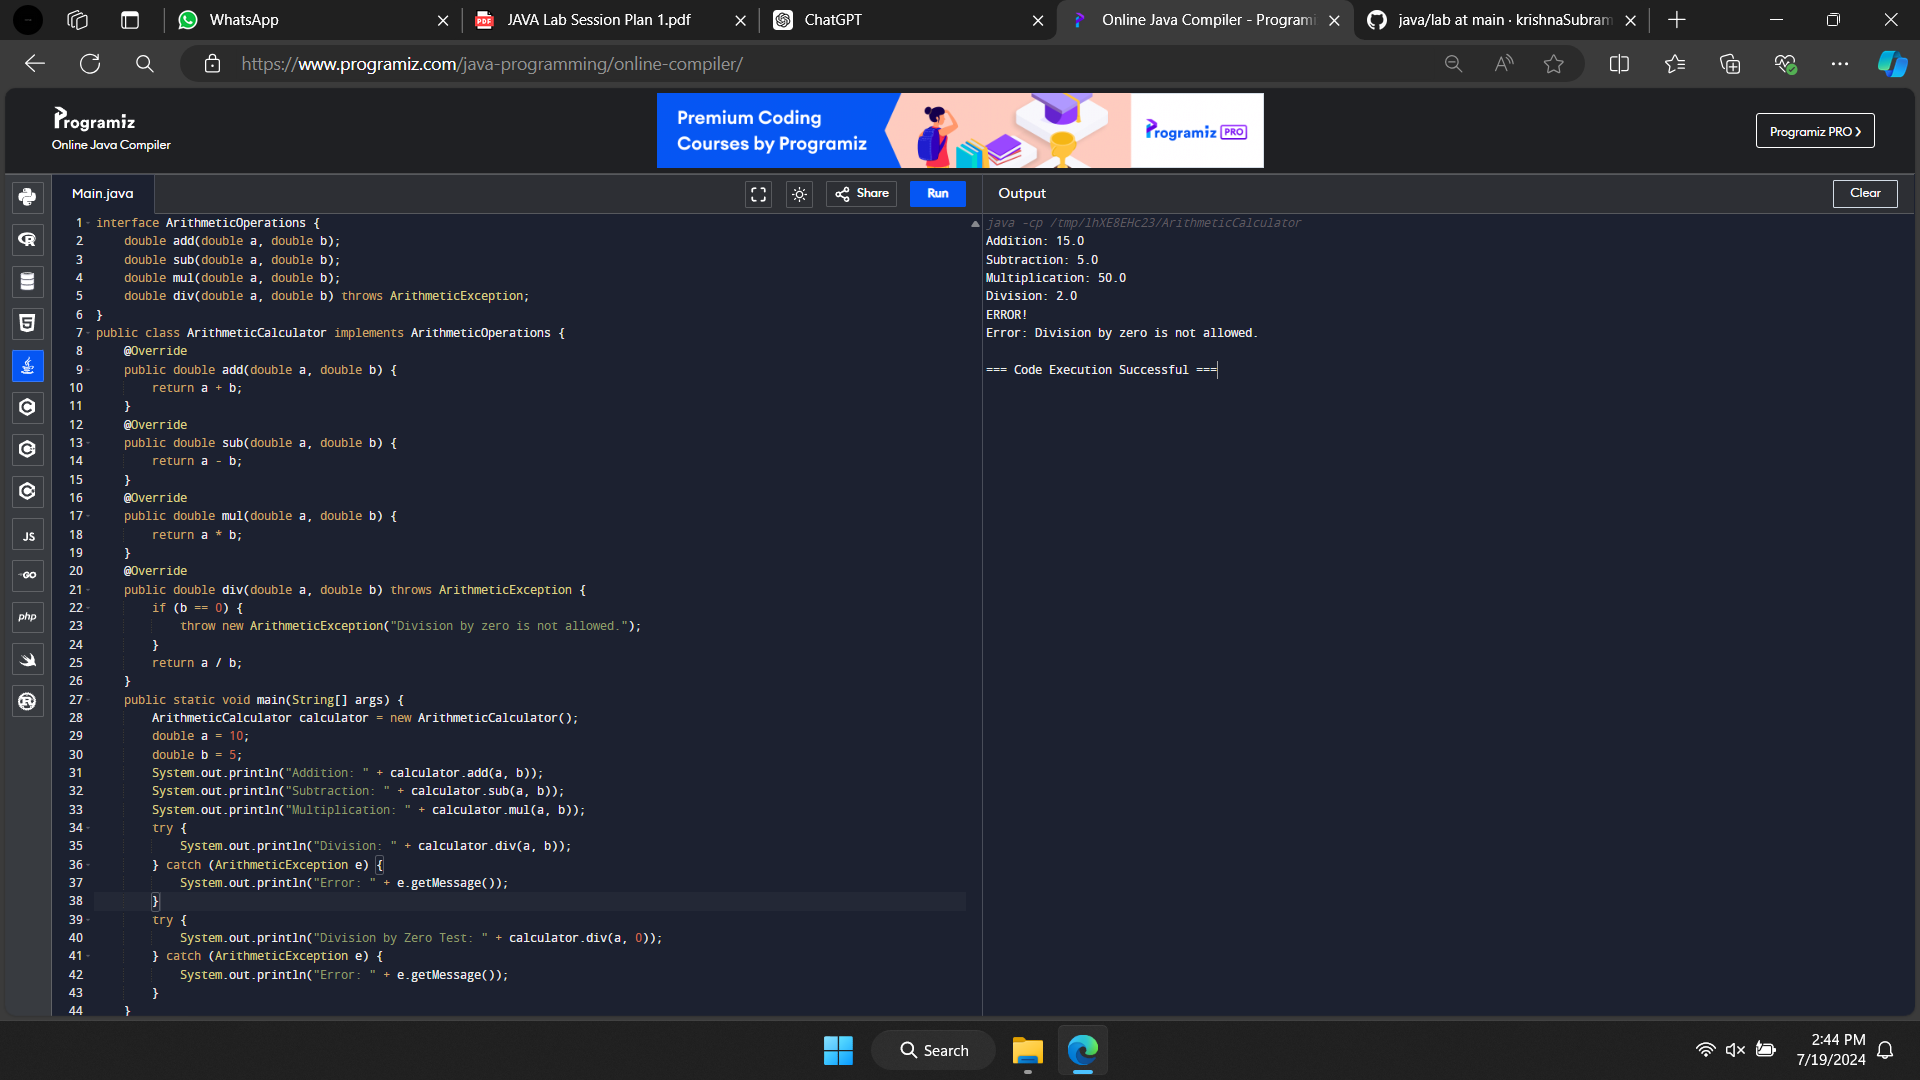 WhatsApp
JAVA Lab Session Plan 1.pdf
ChatGPT
Online Java Compiler - Programi
java/lab at main · krishnaSubram
https://www.programiz.com/java-programming/online-compiler/
Programiz
Online Java Compiler
Premium Coding
Courses by Programiz
Programiz PRO
Programiz PRO ›
Main.java
Share
Run
Output
Clear
1 interface ArithmeticOperations {
2 double add(double a, double b);
3 double sub(double a, double b);
4 double mul(double a, double b);
5 double div(double a, double b) throws ArithmeticException;
6 }
7 public class ArithmeticCalculator implements ArithmeticOperations {
8 @Override
9 public double add(double a, double b) {
10 return a + b;
11 }
12 @Override
13 public double sub(double a, double b) {
14 return a - b;
15 }
16 @Override
17 public double mul(double a, double b) {
18 return a * b;
19 }
20 @Override
21 public double div(double a, double b) throws ArithmeticException {
22 if (b == 0) {
23 throw new ArithmeticException("Division by zero is not allowed.");
24 }
25 return a / b;
26 }
27 public static void main(String[] args) {
28 ArithmeticCalculator calculator = new ArithmeticCalculator();
29 double a = 10;
30 double b = 5;
31 System.out.println("Addition: " + calculator.add(a, b));
32 System.out.println("Subtraction: " + calculator.sub(a, b));
33 System.out.println("Multiplication: " + calculator.mul(a, b));
34 try {
35 System.out.println("Division: " + calculator.div(a, b));
36 } catch (ArithmeticException e) {
37 System.out.println("Error: " + e.getMessage());
38 }
39 try {
40 System.out.println("Division by Zero Test: " + calculator.div(a, 0));
41 } catch (ArithmeticException e) {
42 System.out.println("Error: " + e.getMessage());
43 }
44 }
java -cp /tmp/lhXE8EHc23/ArithmeticCalculator
Addition: 15.0
Subtraction: 5.0
Multiplication: 50.0
Division: 2.0
ERROR!
Error: Division by zero is not allowed.
=== Code Execution Successful ===
JS
GO
php
Search
2:44 PM
7/19/2024